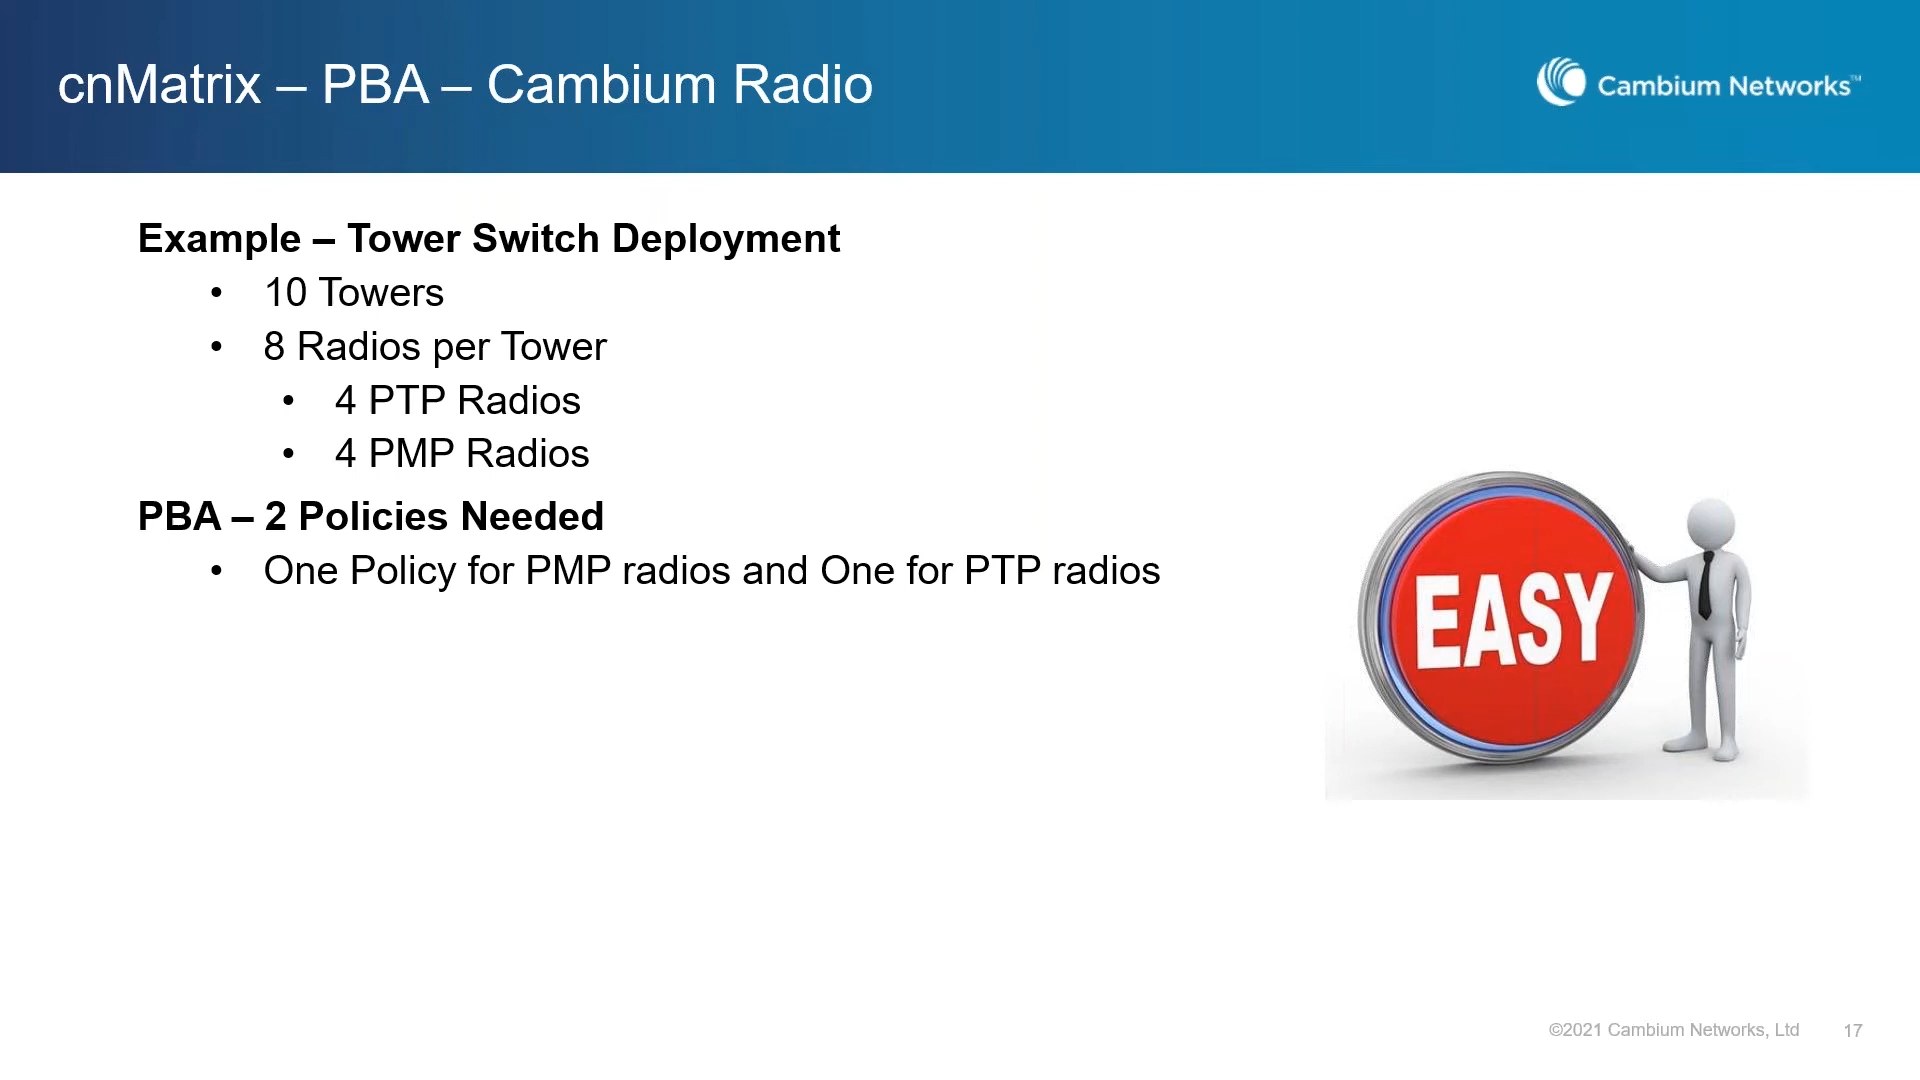 cnMatrix – PBA – Cambium Radio
Cambium Networks™
Example – Tower Switch Deployment
• 10 Towers
• 8 Radios per Tower
• 4 PTP Radios
• 4 PMP Radios
PBA – 2 Policies Needed
• One Policy for PMP radios and One for PTP radios
EASY
©2021 Cambium Networks, Ltd 17